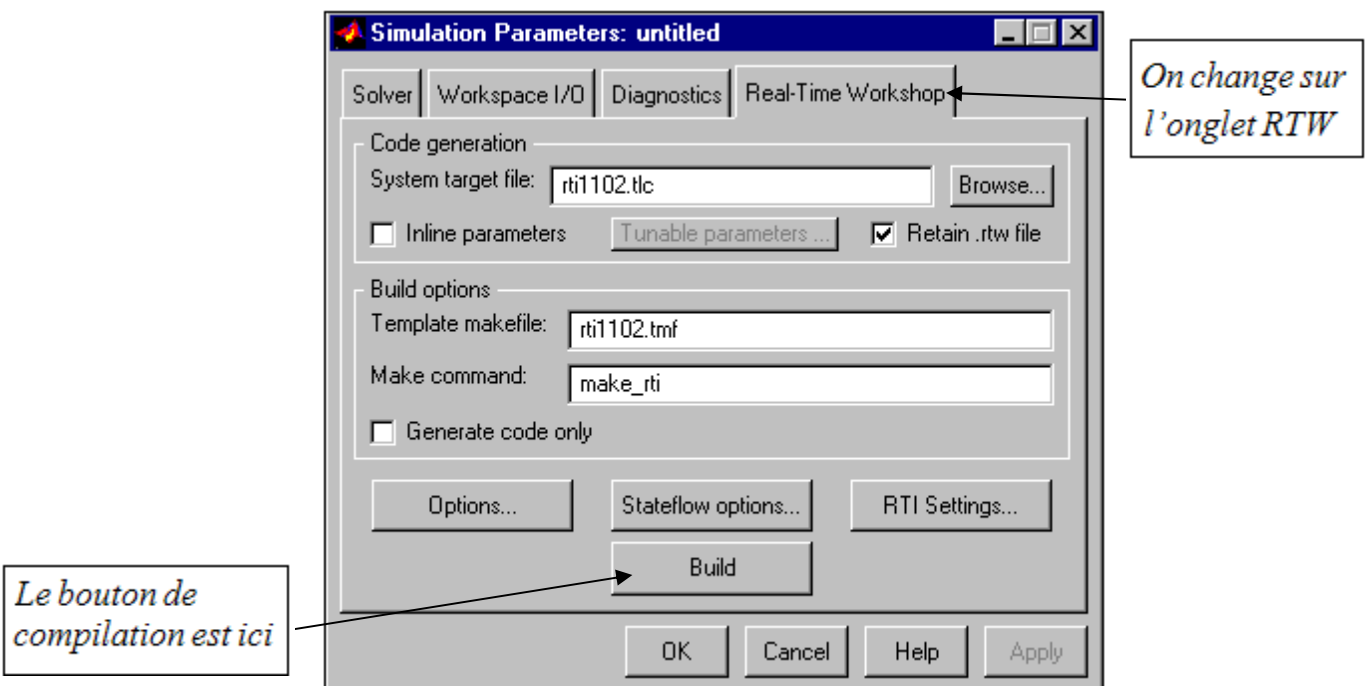 Simulation Parameters: untitled
On change sur
l'onglet RTW
Solver Workspace I/O Diagnostics Real-Time Workshop
Code generation
System target file: rti1102.tlc Browse...
Inline parameters Tunable parameters ... Retain .rtw file
Build options
Template makefile: rti1102.tmf
Make command: make_rti
Generate code only
Options... Stateflow options... RTI Settings...
Build
Le bouton de
compilation est ici
OK Cancel Help Apply